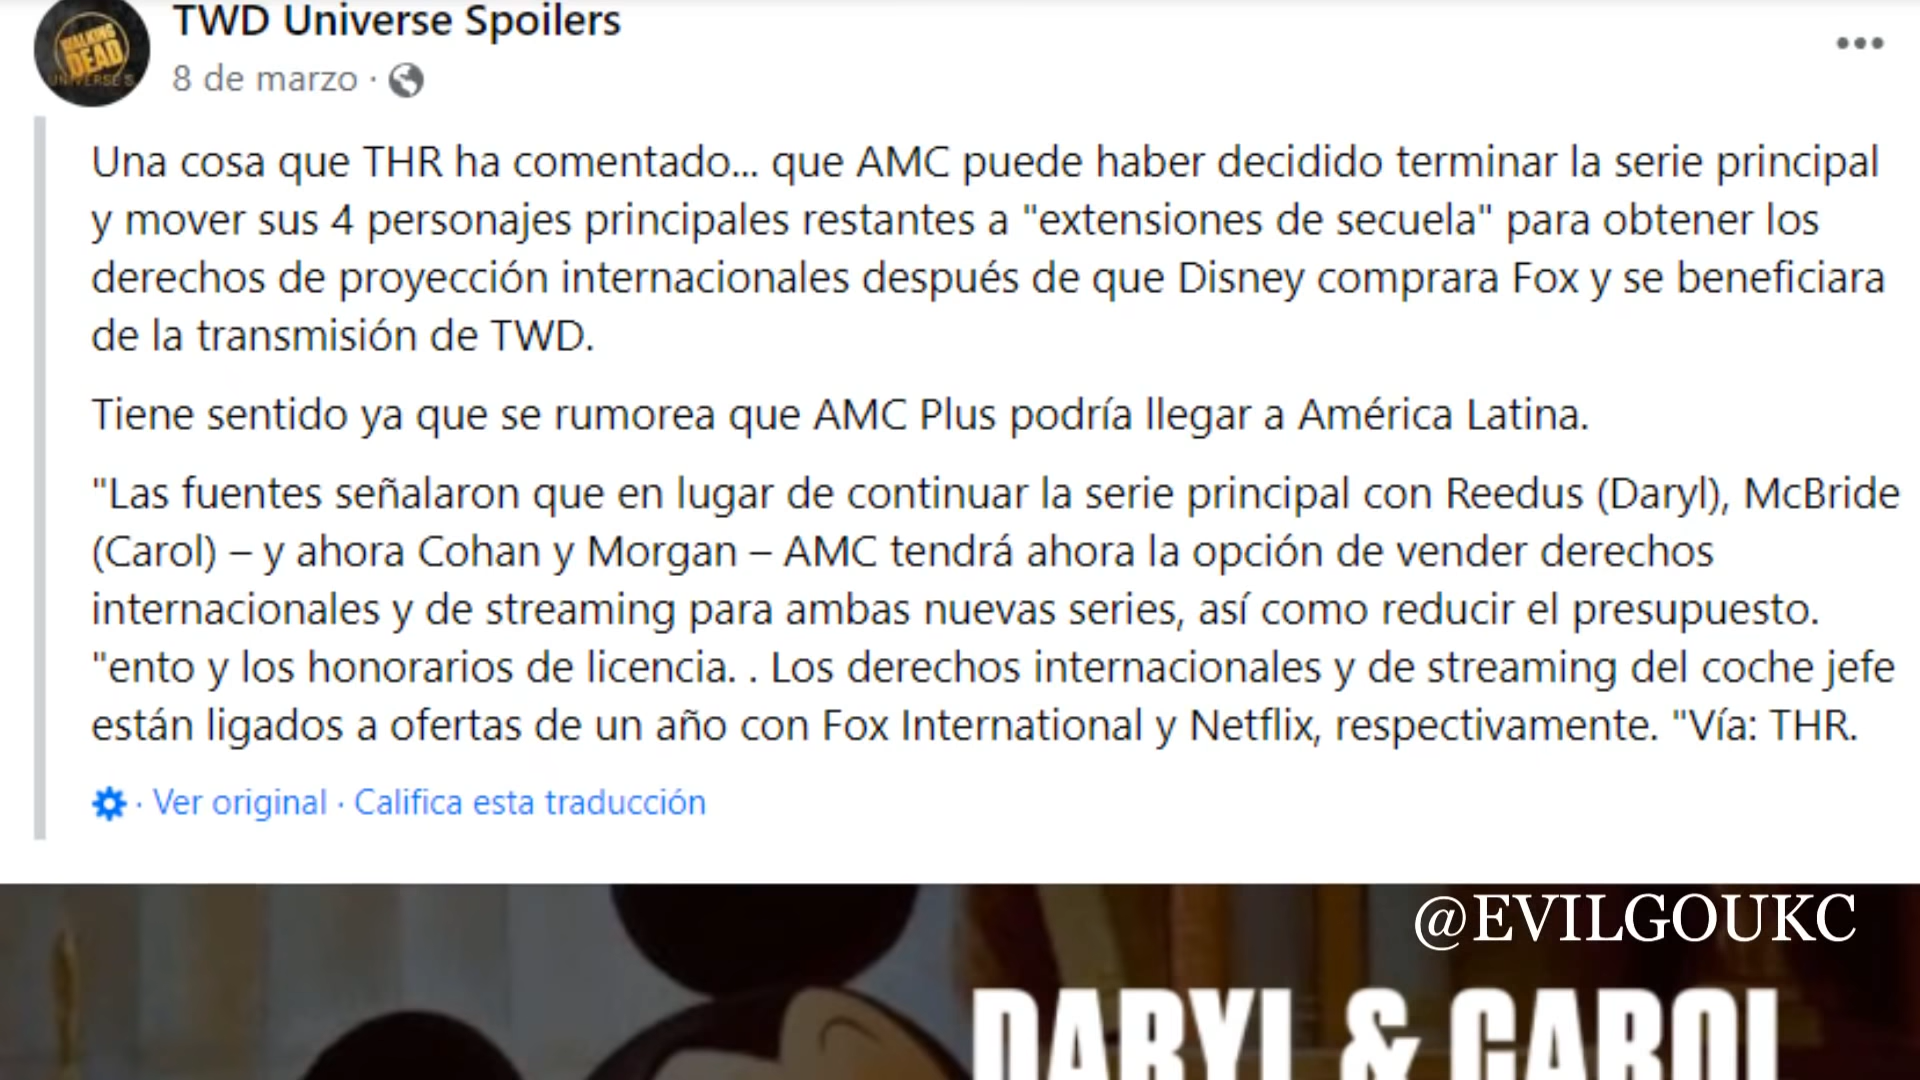 TWD Universe Spoilers
WALKING
DEAD
UNIVERSE S
8 de marzo ·
Una cosa que THR ha comentado... que AMC puede haber decidido terminar la serie principal
y mover sus 4 personajes principales restantes a "extensiones de secuela" para obtener los
derechos de proyección internacionales después de que Disney comprara Fox y se beneficiara
de la transmisión de TWD.
Tiene sentido ya que se rumorea que AMC Plus podría llegar a América Latina.
"Las fuentes señalaron que en lugar de continuar la serie principal con Reedus (Daryl), McBride
(Carol) – y ahora Cohan y Morgan – AMC tendrá ahora la opción de vender derechos
internacionales y de streaming para ambas nuevas series, así como reducir el presupuesto.
"ento y los honorarios de licencia. . Los derechos internacionales y de streaming del coche jefe
están ligados a ofertas de un año con Fox International y Netflix, respectivamente. "Vía: THR.
· Ver original · Califica esta traducción
@EVILGOUKC
DARYL & CAROL